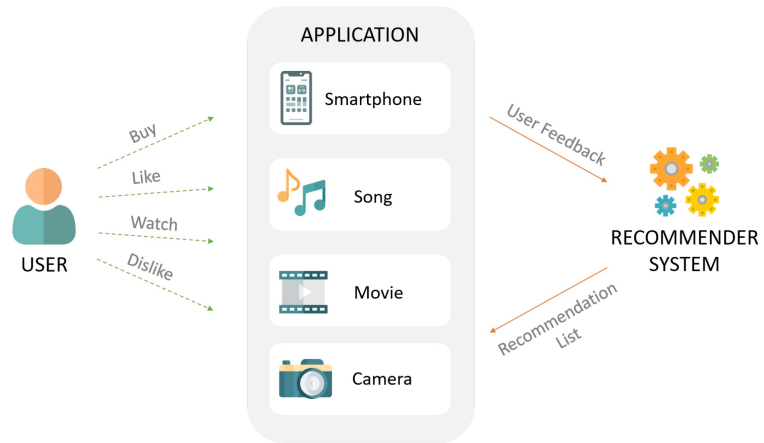 APPLICATION
Smartphone
Song
Movie
Camera
Buy
Like
Watch
Dislike
USER
User Feedback
RECOMMENDER
SYSTEM
Recommendation
List